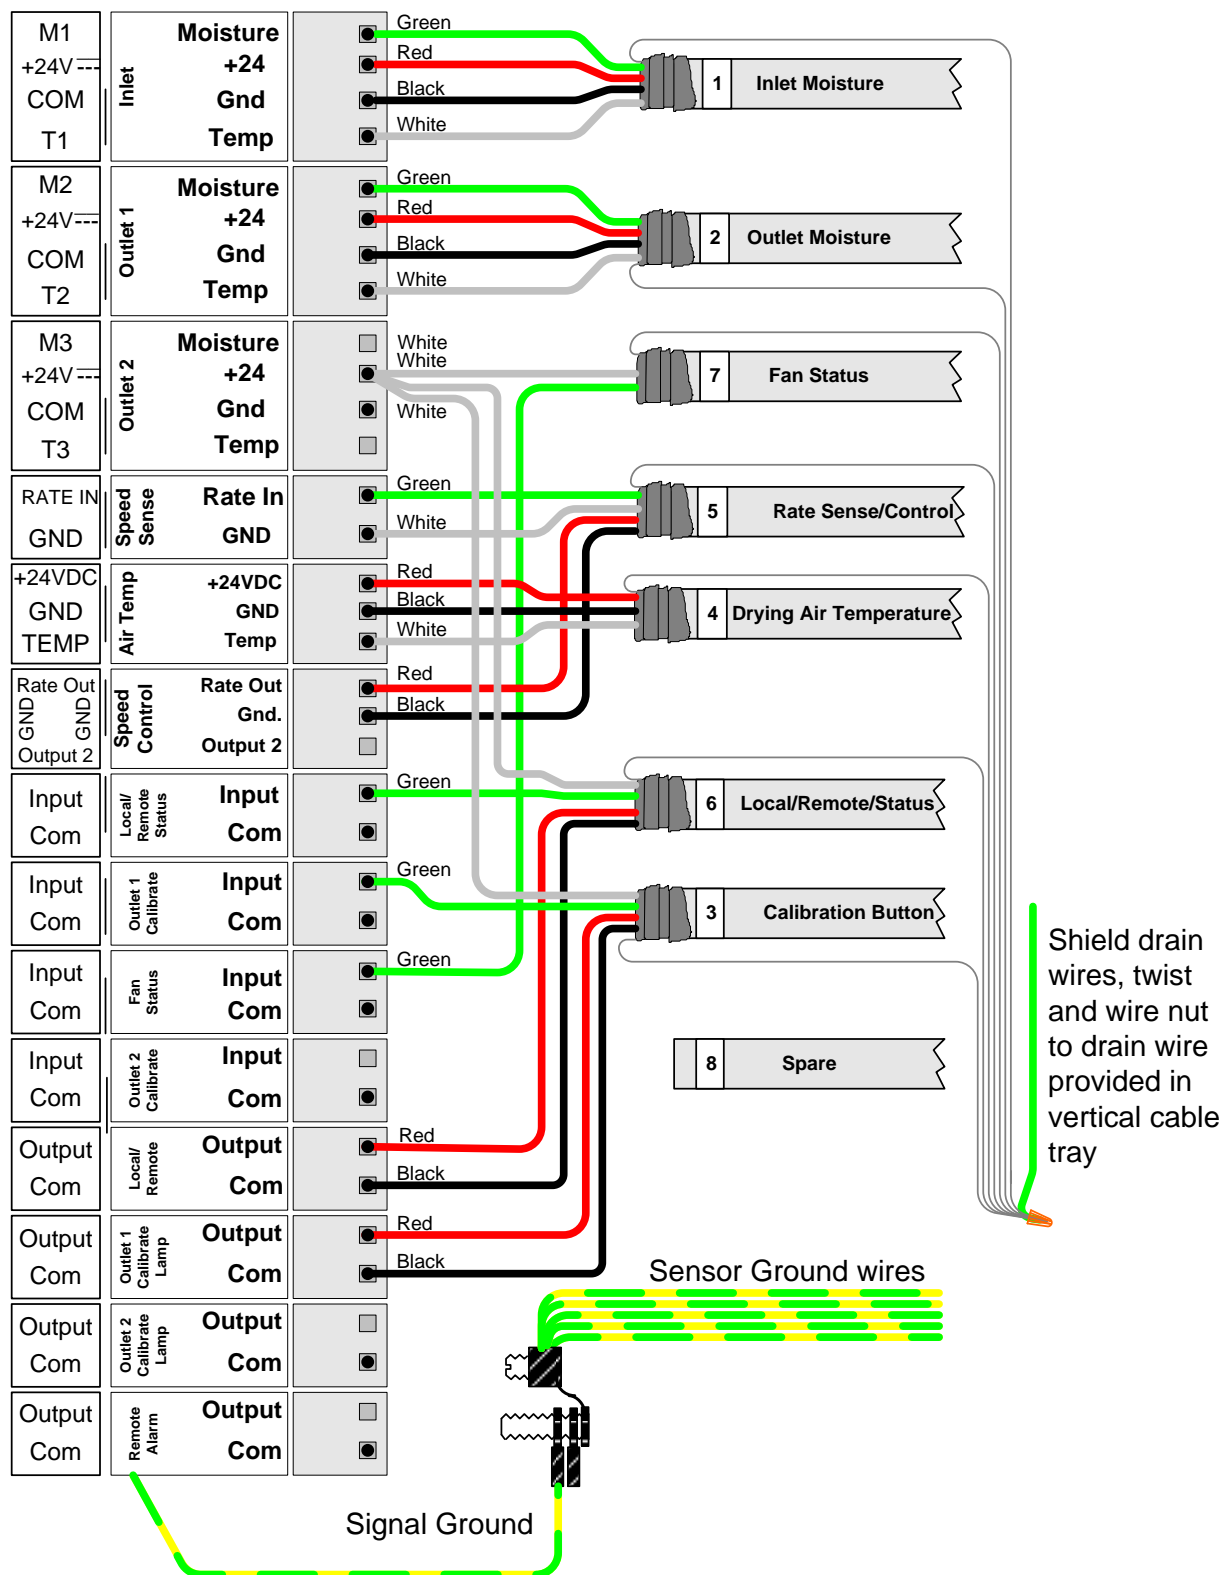 M1
+24V
COM
T1
Inlet
Moisture
+24
Gnd
Temp
Green
Red
Black
White
1
Inlet Moisture
M2
+24V
COM
T2
Outlet 1
Moisture
+24
Gnd
Temp
Green
Red
Black
White
2
Outlet Moisture
M3
+24V
COM
T3
Outlet 2
Moisture
+24
Gnd
Temp
White
White
White
7
Fan Status
RATE IN
GND
Speed
Sense
Rate In
GND
Green
White
5
Rate Sense/Control
+24VDC
GND
TEMP
Air Temp
+24VDC
GND
Temp
Red
Black
White
4
Drying Air Temperature
Rate Out
GND
GND
Output 2
Speed
Control
Rate Out
Gnd.
Output 2
Red
Black
Input
Com
Local/
Remote
Status
Input
Com
Green
6
Local/Remote/Status
Input
Com
Outlet 1
Calibrate
Input
Com
Green
3
Calibration Button
Input
Com
Fan
Status
Input
Com
Green
Shield drain
wires, twist
and wire nut
to drain wire
provided in
vertical cable
tray
Input
Com
Outlet 2
Calibrate
Input
Com
8
Spare
Output
Com
Local/
Remote
Output
Com
Red
Black
Output
Com
Outlet 1
Calibrate
Lamp
Output
Com
Red
Black
Sensor Ground wires
Output
Com
Outlet 2
Calibrate
Lamp
Output
Com
Output
Com
Remote
Alarm
Output
Com
Signal Ground